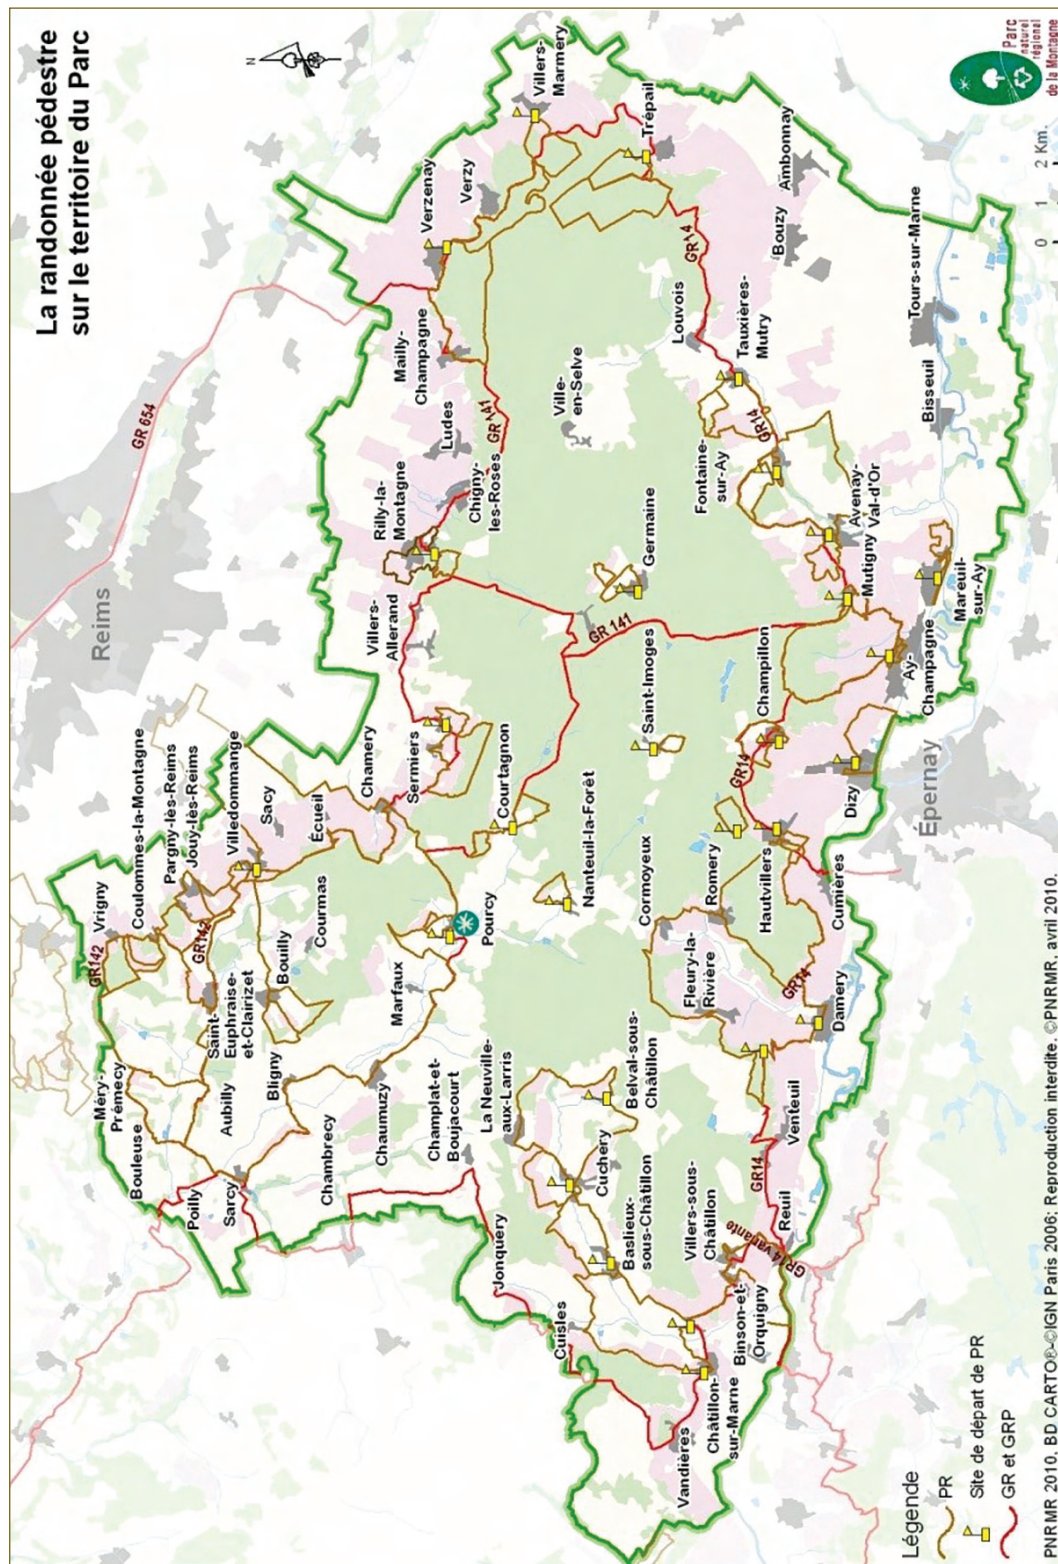 La randonnée pédestre
sur le territoire du Parc
N
Reims
GR 654
Vrigny
Coulommes-la-Montagne
Pargny-lès-Reims
Jouy-lès-Reims
Villedommange
Sacy
Écueil
Chamery
Sermiers
Villers-
Allerand
Rilly-la-
Montagne
Chigny-
les-Roses
Ludes
Mailly-
Champagne
Verzenay
Verzy
Villers-
Marmery
GR142
GR142
Méry-
Prémecy
Bouleuse
Poilly
Sarcy
Aubilly
Saint-
Euphraise-
et-Clairizet
Bouilly
Courmas
Bligny
Chambrecy
Chaumuzy
Marfaux
Pourcy
Courtagnon
GR 141
GR 141
Champlat-et-
Boujacourt
La Neuville-
aux-Larris
Nanteuil-la-Forêt
Saint-Imoges
Germaine
Ville-
en-Selve
Louvois
Trépail
Ambonnay
Bouzy
GR 14
Tauxières-
Mutry
Fontaine-
sur-Ay
GR14
Avenay-
Val-d'Or
Mutigny
Jonquery
Cuisles
Baslieux-
sous-Châtillon
Cuchery
Belval-sous-
Châtillon
Fleury-la-
Rivière
Cormoyeux
Romery
Hautvillers
Champillon
GR14
Vandières
Châtillon-
sur-Marne
Binson-et-
Orquigny
Villers-sous-
Châtillon
Reuil
GR14 variante
GR14
Venteuil
Damery
GR14
Cumières
Dizy
Épernay
Ay-
Champagne
Mareuil-
sur-Ay
Bisseuil
Tours-sur-Marne
Légende
PR
Site de départ de PR
GR et GRP
0 1 2 Km.
Parc
naturel
régional
de la Montagne
PNRMR 2010. BD CARTO®-©IGN Paris 2006: Reproduction interdite. ©PNRMR, avril 2010.